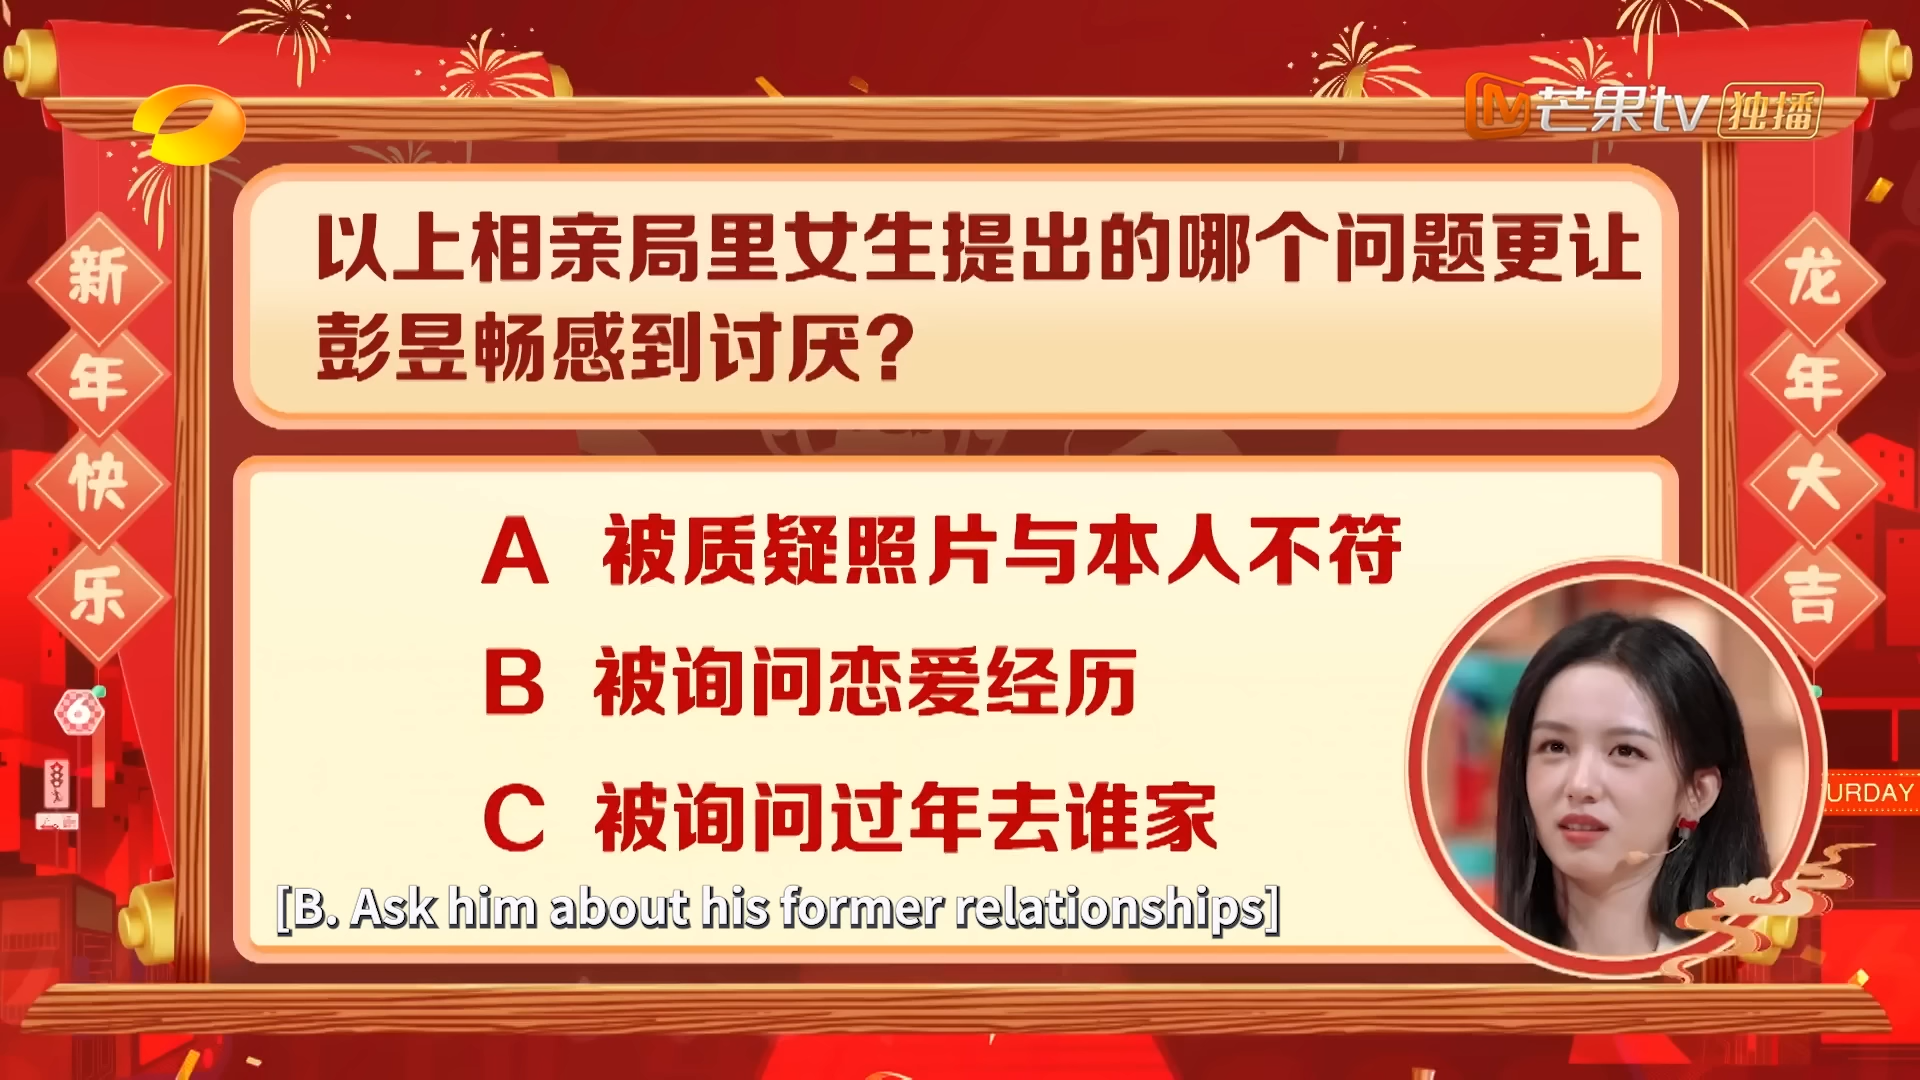 芒果tv 独播
以上相亲局里女生提出的哪个问题更让
彭昱畅感到讨厌？
新年快乐
龙年大吉
A 被质疑照片与本人不符
B 被询问恋爱经历
C 被询问过年去谁家
6
URDAY
[B. Ask him about his former relationships]